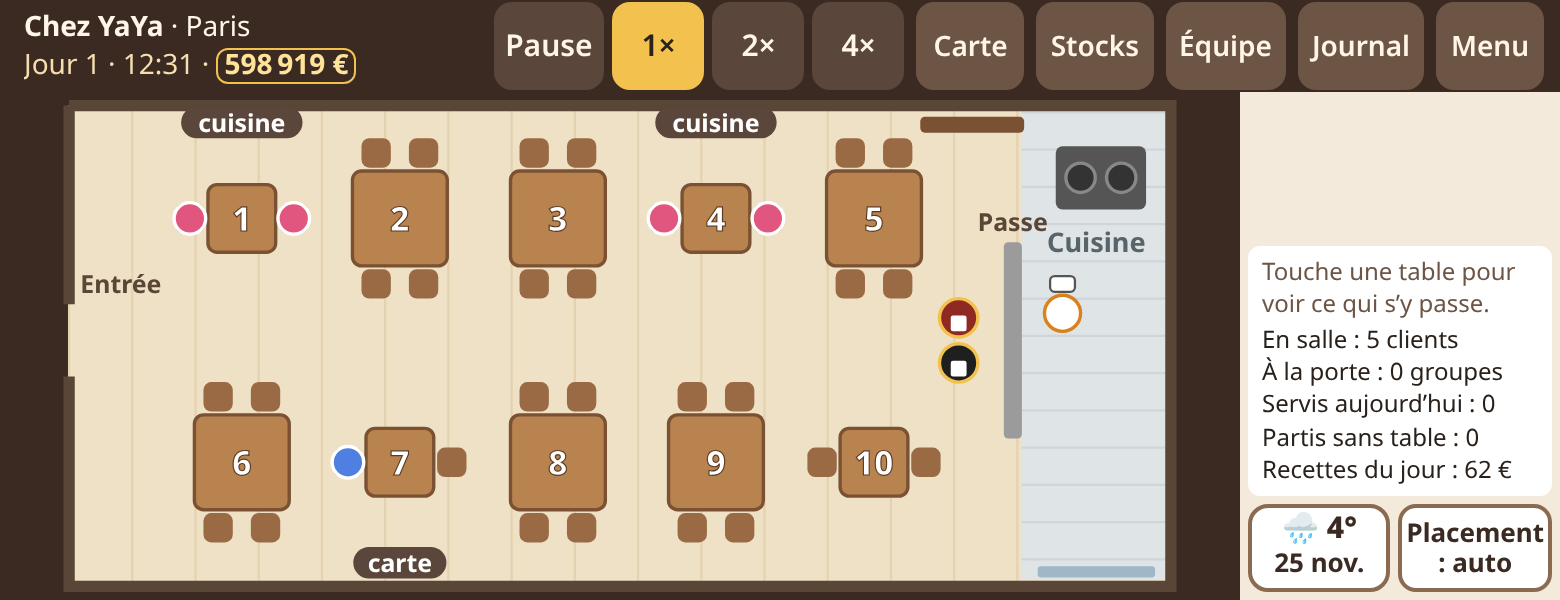 Chez YaYa · Paris
Jour 1 · 12:31 · 598 919 €
Pause
1×
2×
4×
Carte
Stocks
Équipe
Journal
Menu
cuisine
cuisine
1
2
3
4
5
Passe
Cuisine
Entrée
6
7
8
9
10
carte
Touche une table pour
voir ce qui s’y passe.
En salle : 5 clients
À la porte : 0 groupes
Servis aujourd’hui : 0
Partis sans table : 0
Recettes du jour : 62 €
4°
25 nov.
Placement
: auto